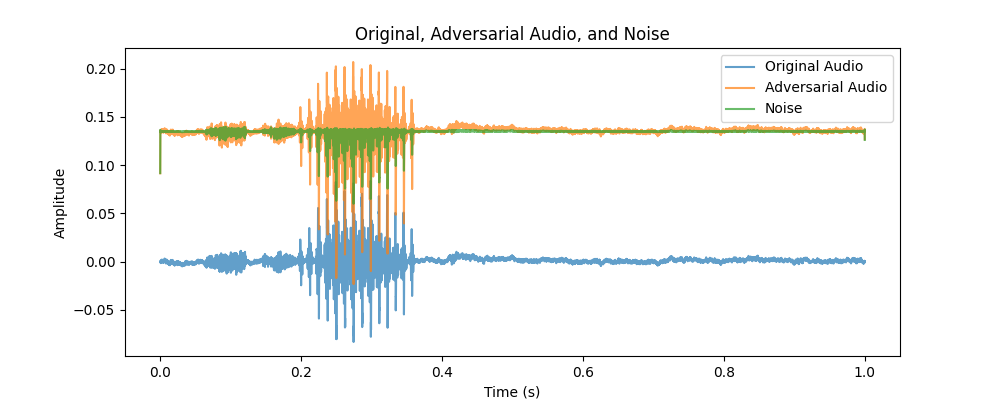 Original, Adversarial Audio, and Noise
Original Audio
Adversarial Audio
Noise
Amplitude
0.20
0.15
0.10
0.05
0.00
−0.05
0.0 0.2 0.4 0.6 0.8 1.0
Time (s)